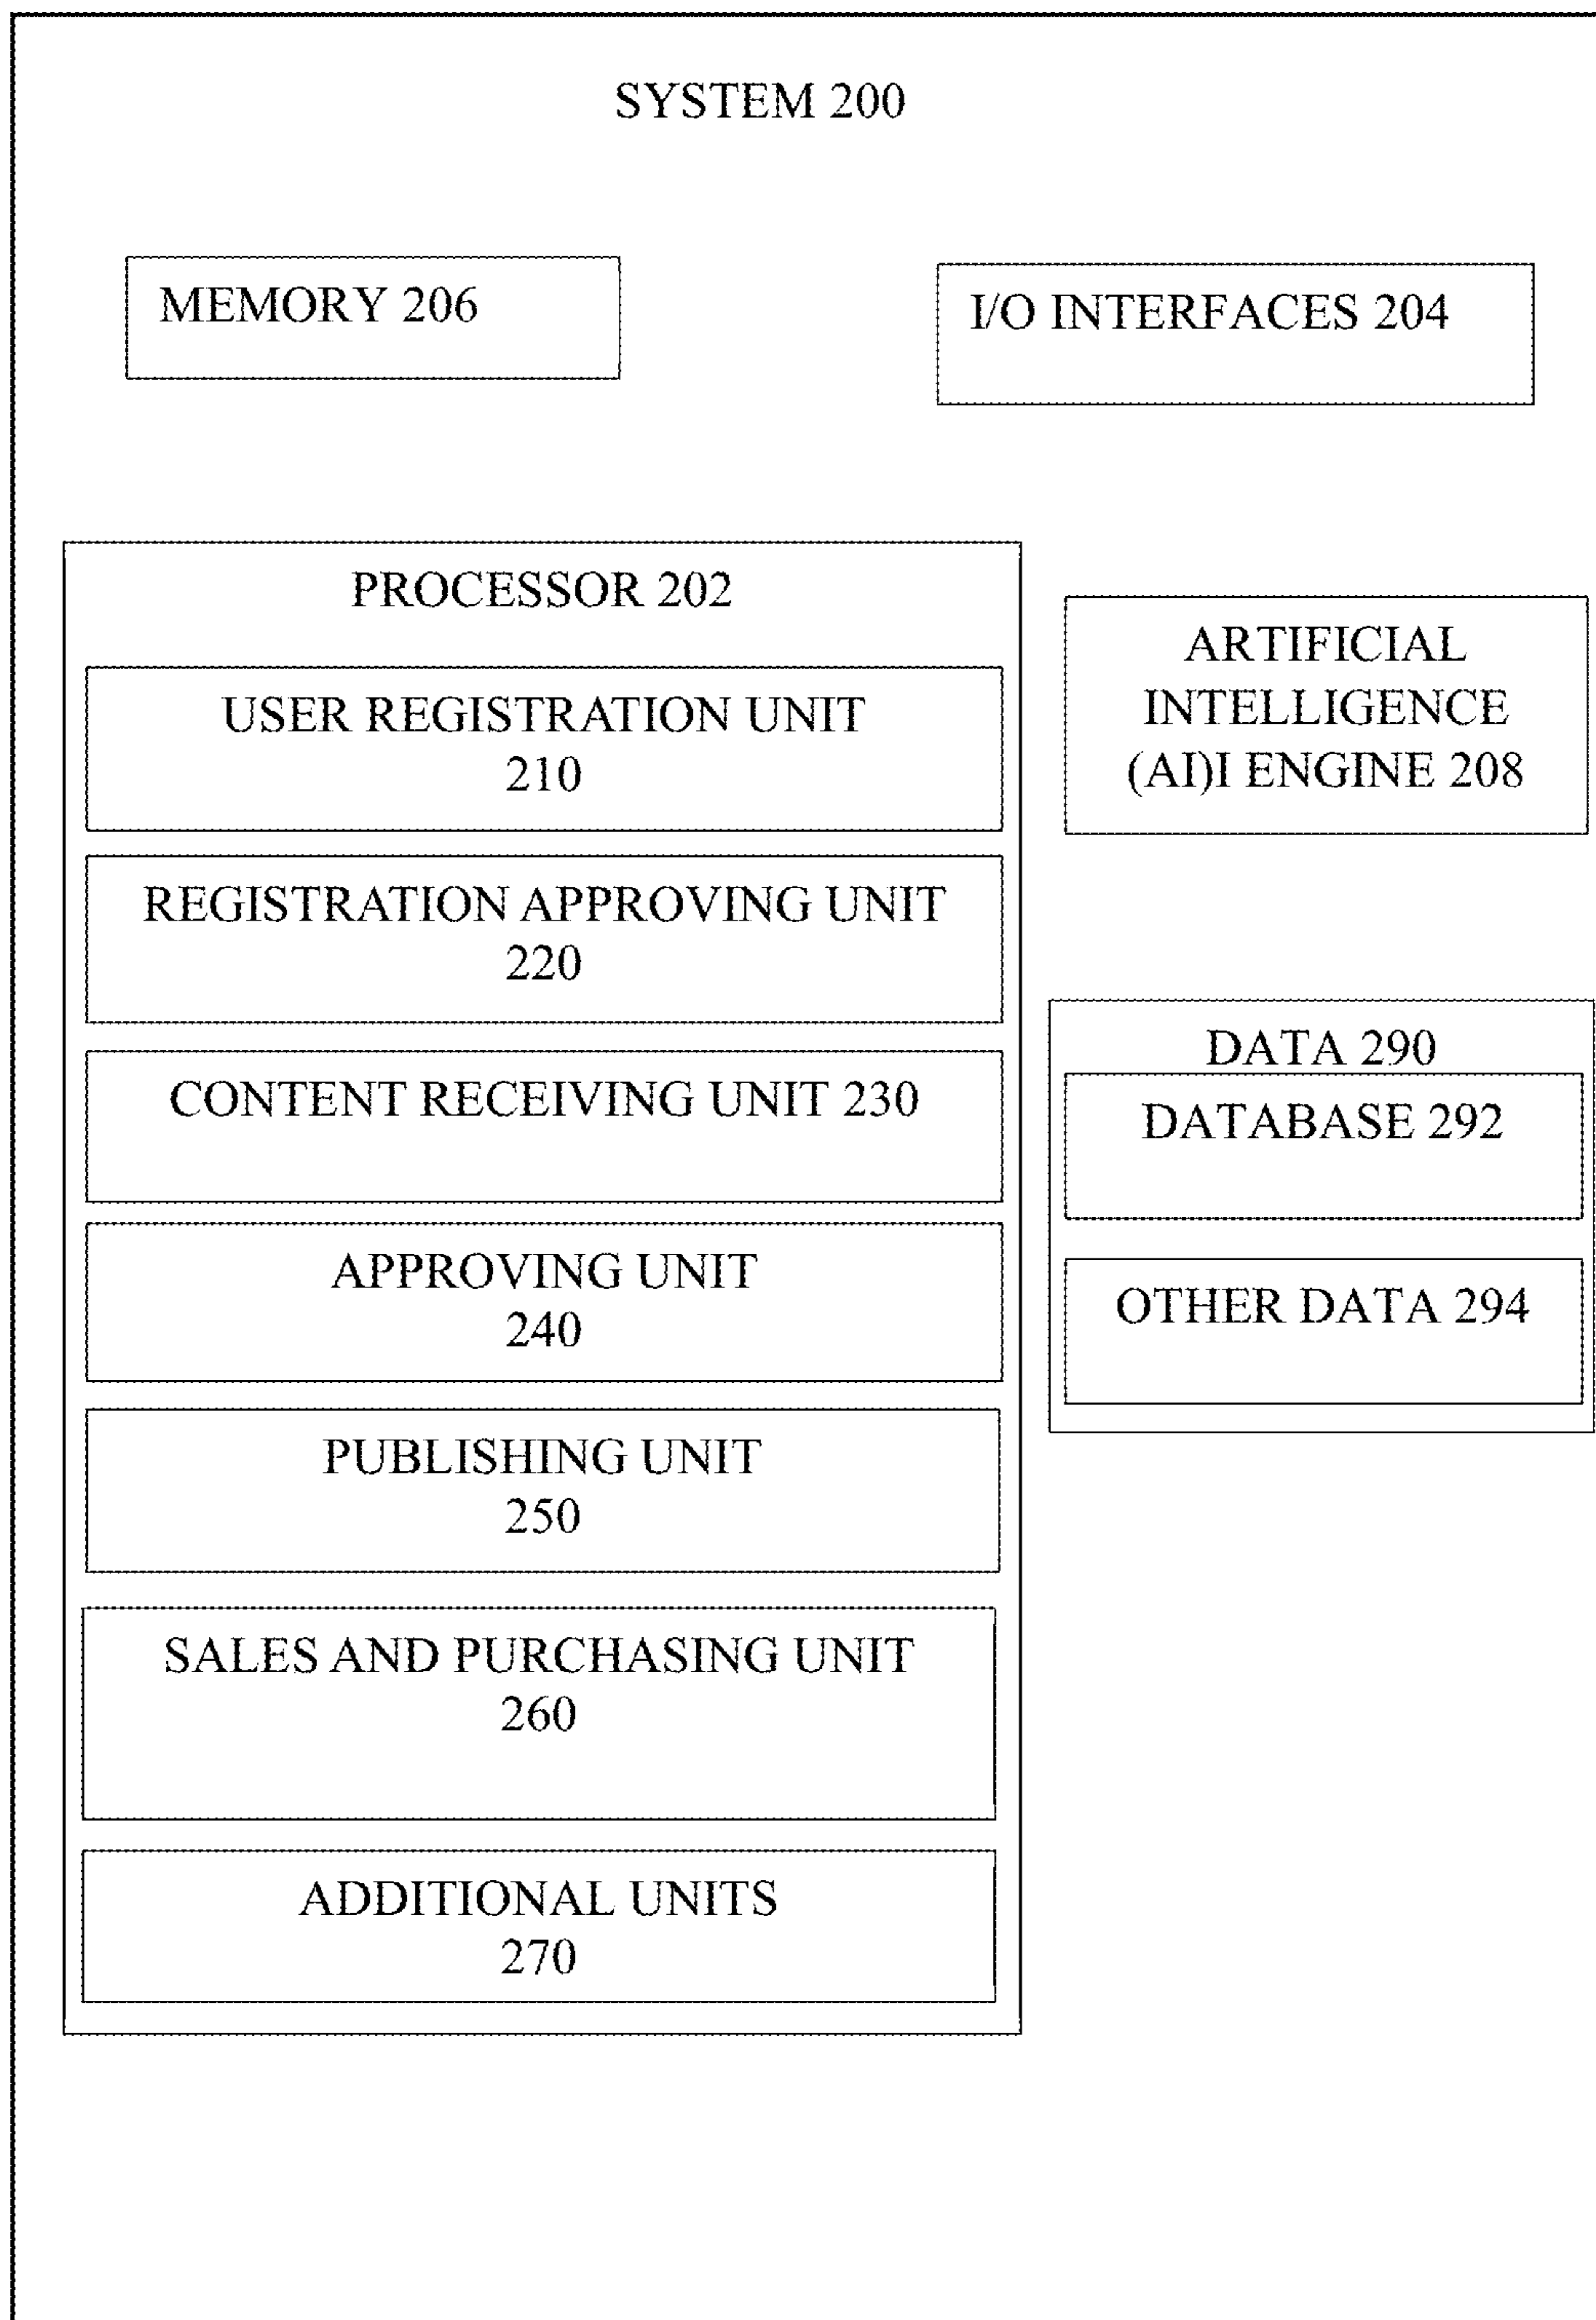 SYSTEM 200
MEMORY 206
I/O INTERFACES 204
PROCESSOR 202
USER REGISTRATION UNIT
210
REGISTRATION APPROVING UNIT
220
CONTENT RECEIVING UNIT 230
APPROVING UNIT
240
PUBLISHING UNIT
250
SALES AND PURCHASING UNIT
260
ADDITIONAL UNITS
270
ARTIFICIAL
INTELLIGENCE
(AI)I ENGINE 208
DATA 290
DATABASE 292
OTHER DATA 294